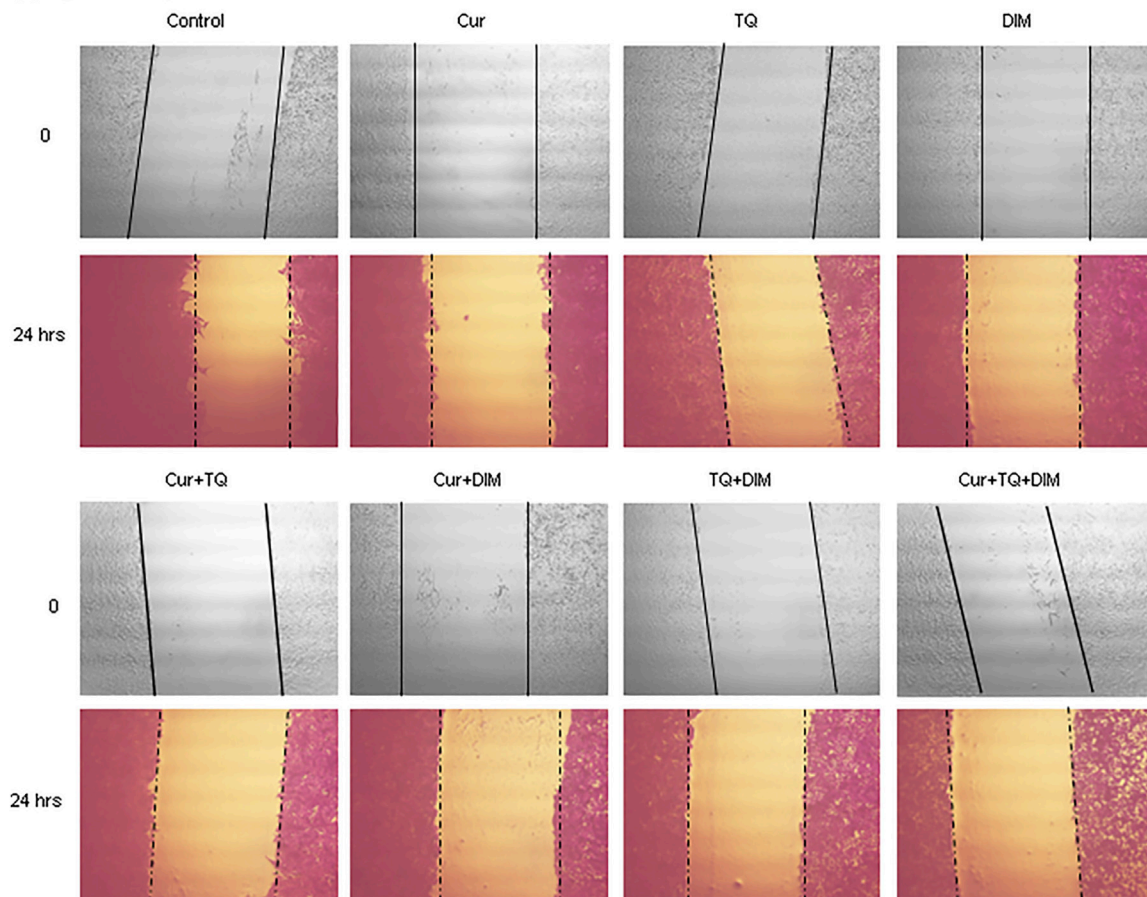 Control Cur TQ DIM
0
24 hrs
Cur+TQ Cur+DIM TQ+DIM Cur+TQ+DIM
0
24 hrs